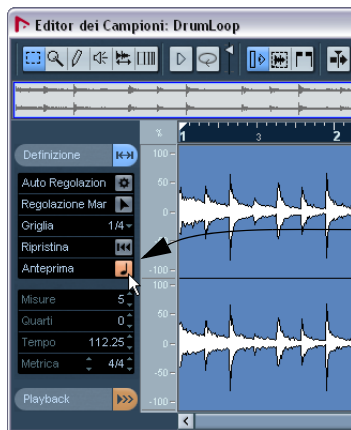 Editor dei Campioni: DrumLoop
% 1 3 2
Definizione
100
Auto Regolazion
50
Regolazione Mar
Griglia 1/4
0
Ripristina
Anteprima
-100
100
Misure 5
50
Quarti 0
Tempo 112.25
0
Metrica 4/4
-50
Playback
-100